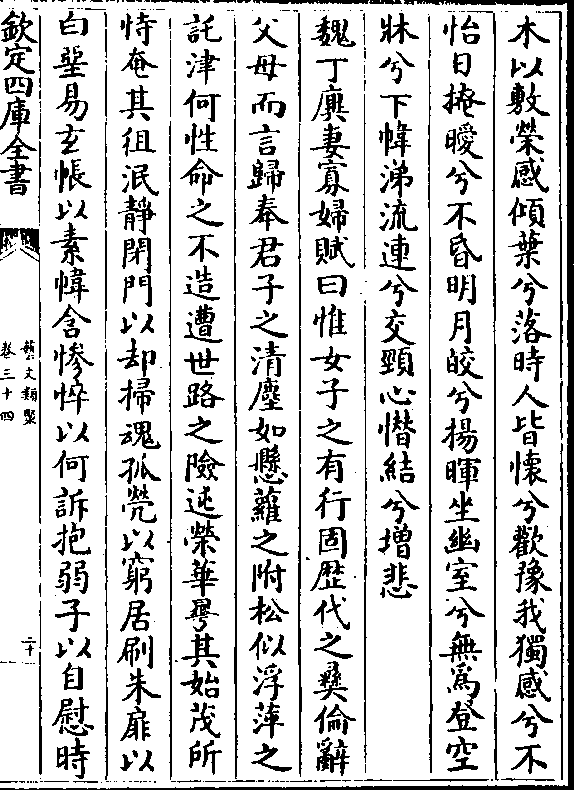 木以敷榮感傾葉兮落時人皆懷兮歡豫我獨感兮不
怡日掩曖兮不昏明月皎兮揚暉坐幽室兮無爲登空
牀兮下幃涕流連兮交頸心憯結兮增悲
魏丁廙妻寡婦賦曰惟女子之有行固歴代之彜倫辭
父母而言歸奉君子之清塵如懸蘿之附松似浮萍之
託津何性命之不造遭世路之險迍榮華曄其始茂所
恃奄其徂泯靜閉門以却掃魂孤煢以窮居刷朱扉以
白堊易玄帳以素幃含慘悴以何訴抱弱子以自慰時
欽定四庫全書
藝文類聚
卷三十四
二十